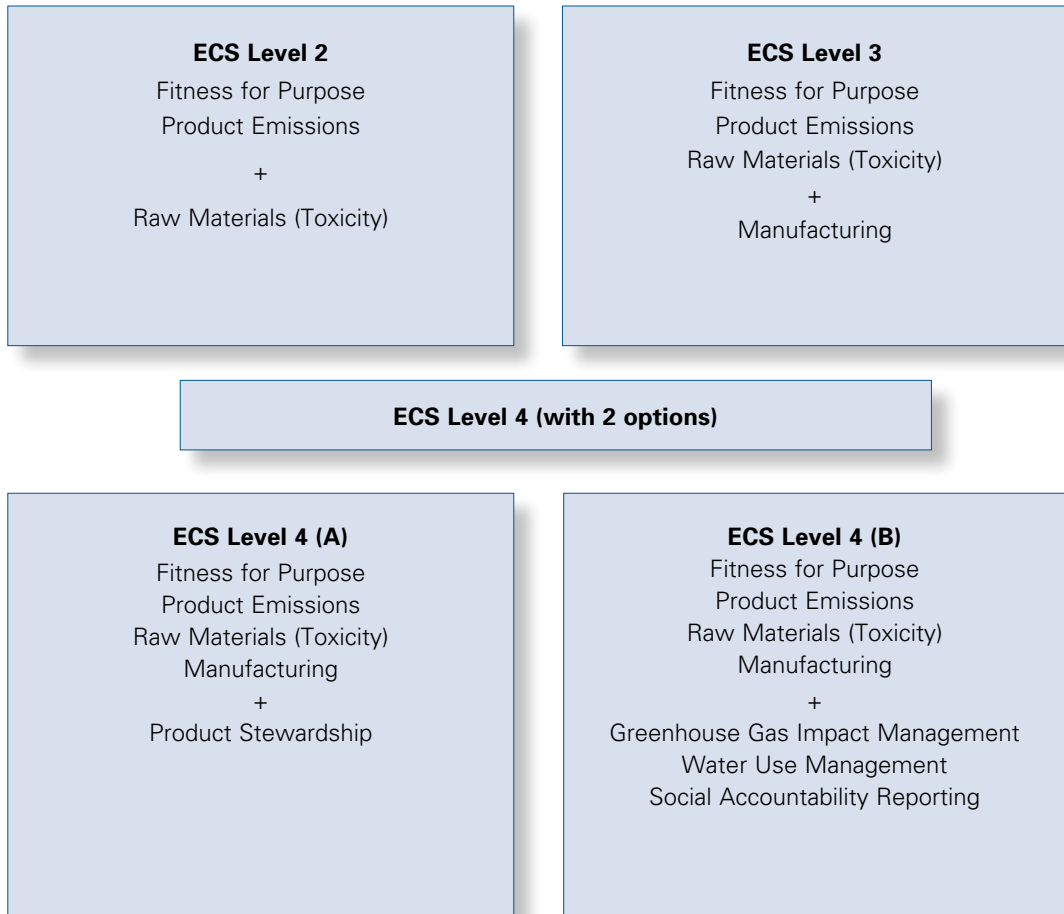 ECS Level 2
Fitness for Purpose
Product Emissions
+
Raw Materials (Toxicity)
ECS Level 3
Fitness for Purpose
Product Emissions
Raw Materials (Toxicity)
+
Manufacturing
ECS Level 4 (with 2 options)
ECS Level 4 (A)
Fitness for Purpose
Product Emissions
Raw Materials (Toxicity)
Manufacturing
+
Product Stewardship
ECS Level 4 (B)
Fitness for Purpose
Product Emissions
Raw Materials (Toxicity)
Manufacturing
+
Greenhouse Gas Impact Management
Water Use Management
Social Accountability Reporting